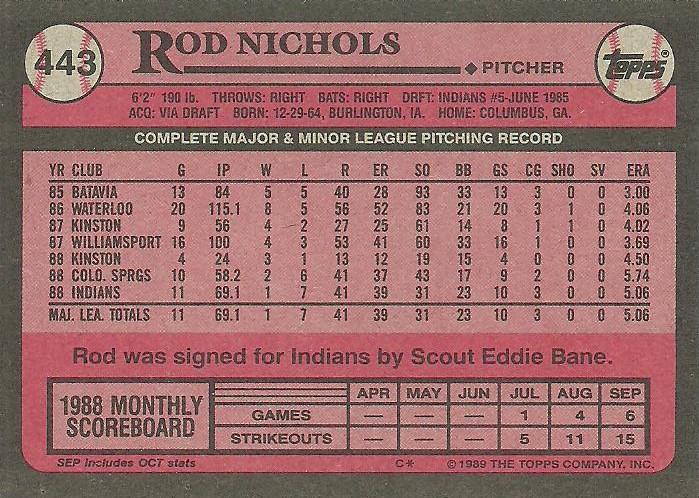 443
ROD NICHOLS
◆ PITCHER
TOPPS®
6'2" 190 lb. THROWS: RIGHT BATS: RIGHT DRFT: INDIANS #5-JUNE 1985
ACQ: VIA DRAFT BORN: 12-29-64, BURLINGTON, IA. HOME: COLUMBUS, GA.
COMPLETE MAJOR & MINOR LEAGUE PITCHING RECORD
YR CLUB G IP W L R ER SO BB GS CG SHO SV ERA
85 BATAVIA 13 84 5 5 40 28 93 33 13 3 0 0 3.00
86 WATERLOO 20 115.1 8 5 56 52 83 21 20 3 1 0 4.06
87 KINSTON 9 56 4 2 27 25 61 14 8 1 1 0 4.02
87 WILLIAMSPORT 16 100 4 3 53 41 60 33 16 1 0 0 3.69
88 KINSTON 4 24 3 1 13 12 19 15 4 0 0 0 4.50
88 COLO. SPRGS 10 58.2 2 6 41 37 43 17 9 2 0 0 5.74
88 INDIANS 11 69.1 1 7 41 39 31 23 10 3 0 0 5.06
MAJ. LEA. TOTALS 11 69.1 1 7 41 39 31 23 10 3 0 0 5.06
Rod was signed for Indians by Scout Eddie Bane.
1988 MONTHLY SCOREBOARD
APR MAY JUN JUL AUG SEP
GAMES — — — 1 4 6
STRIKEOUTS — — — 5 11 15
SEP includes OCT stats
C* © 1989 THE TOPPS COMPANY, INC.